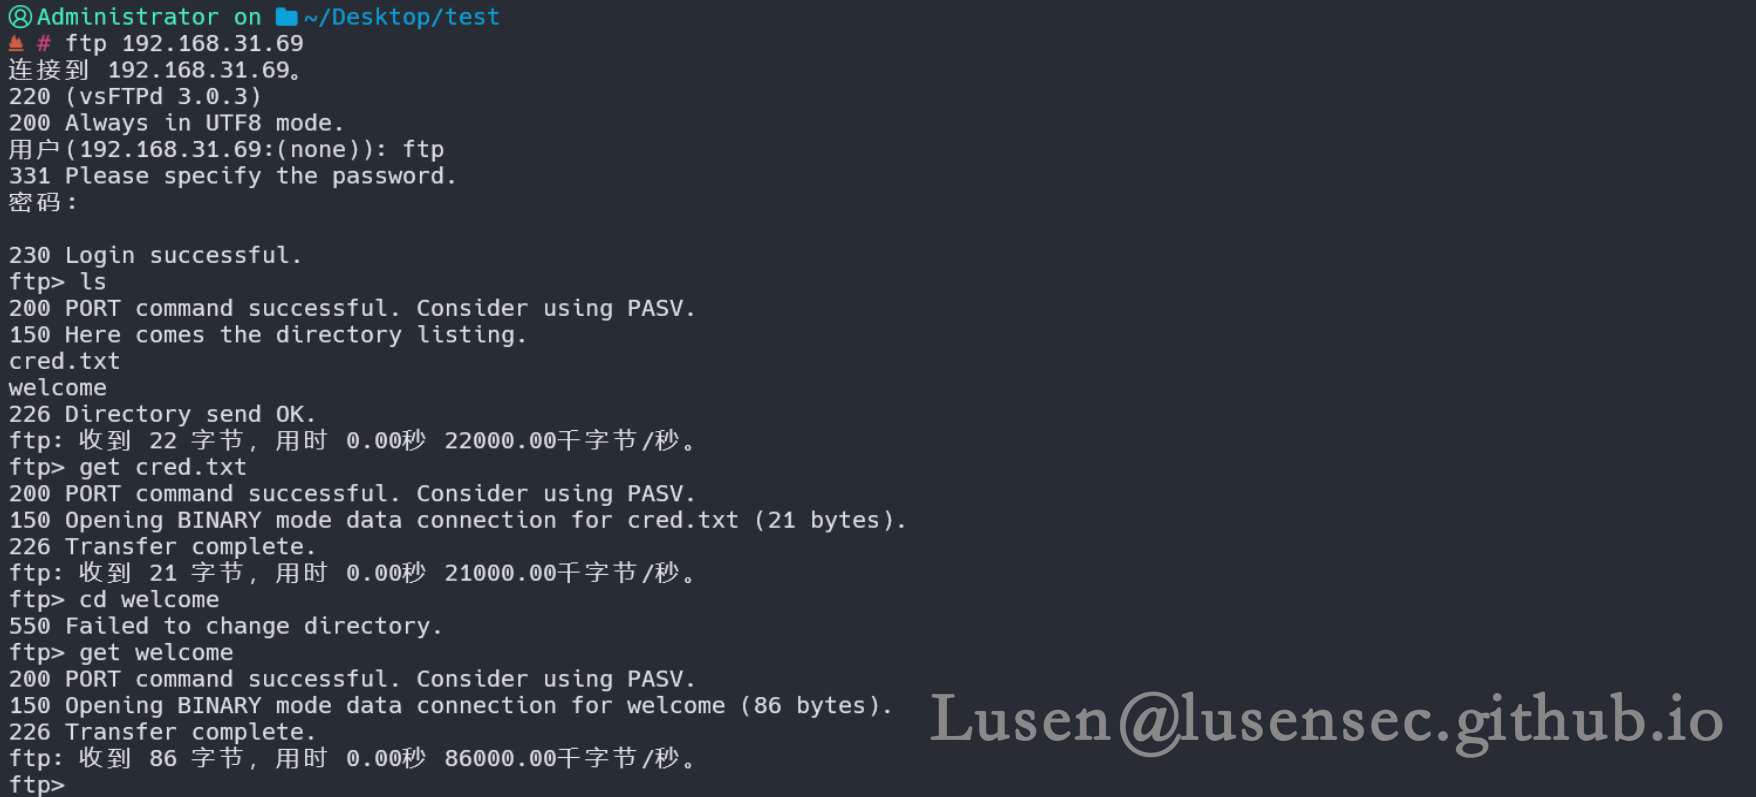 Administrator on ~/Desktop/test
# ftp 192.168.31.69
连接到 192.168.31.69。
220 (vsFTPd 3.0.3)
200 Always in UTF8 mode.
用户(192.168.31.69:(none)): ftp
331 Please specify the password.
密码:
230 Login successful.
ftp> ls
200 PORT command successful. Consider using PASV.
150 Here comes the directory listing.
cred.txt
welcome
226 Directory send OK.
ftp: 收到 22 字节，用时 0.00秒 22000.00千字节/秒。
ftp> get cred.txt
200 PORT command successful. Consider using PASV.
150 Opening BINARY mode data connection for cred.txt (21 bytes).
226 Transfer complete.
ftp: 收到 21 字节，用时 0.00秒 21000.00千字节/秒。
ftp> cd welcome
550 Failed to change directory.
ftp> get welcome
200 PORT command successful. Consider using PASV.
150 Opening BINARY mode data connection for welcome (86 bytes).
226 Transfer complete.
ftp: 收到 86 字节，用时 0.00秒 86000.00千字节/秒。
ftp>
Lusen@lusensec.github.io